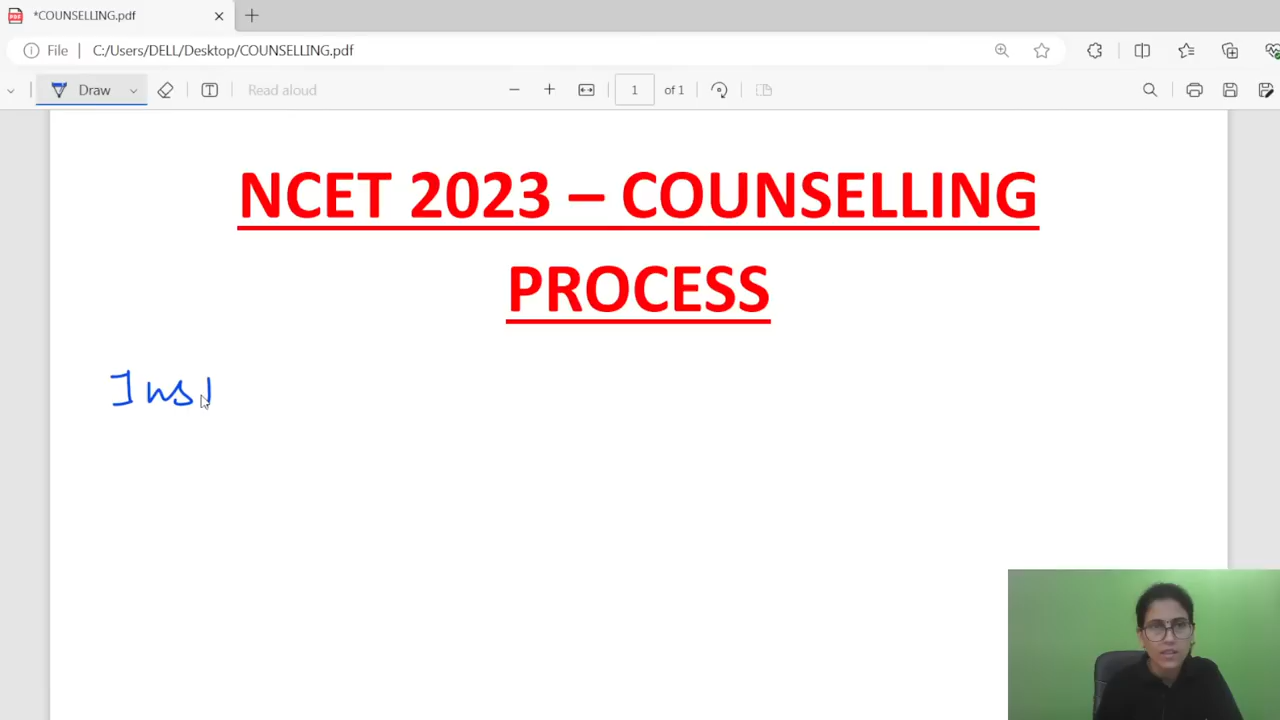 *COUNSELLING.pdf
File
C:/Users/DELL/Desktop/COUNSELLING.pdf
Draw
Read aloud
1
of 1
NCET 2023 – COUNSELLING
PROCESS
Ins